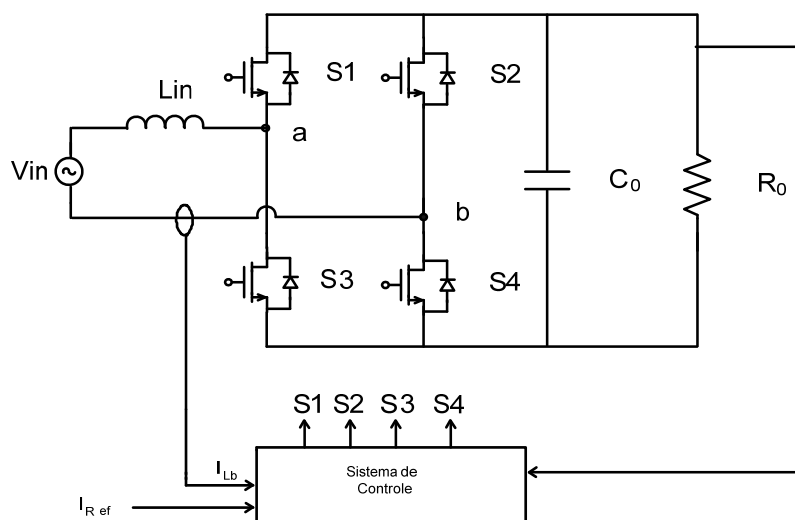 S1
S2
Lin
a
Vin
C0
R0
b
S3
S4
S1 S2 S3 S4
ILb
Sistema de
Controle
IR ef